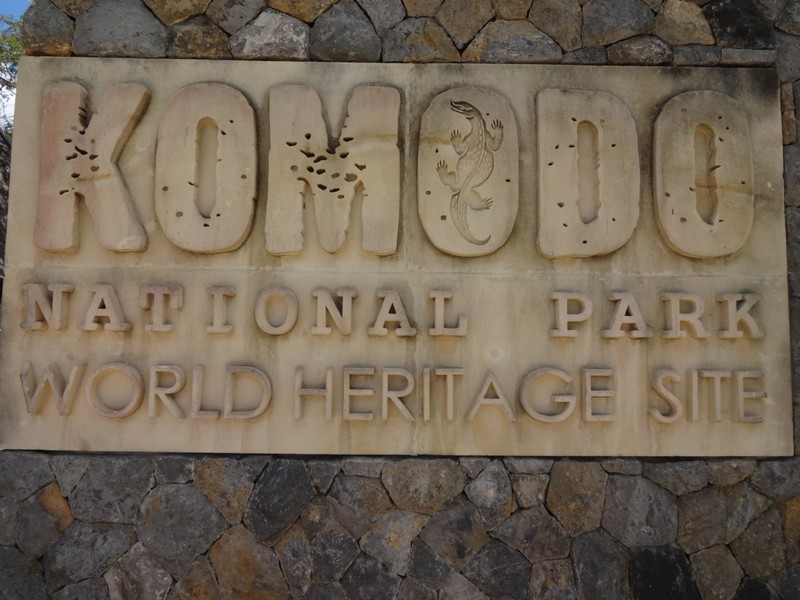 KOMODO
NATIONAL PARK
WORLD HERITAGE SITE